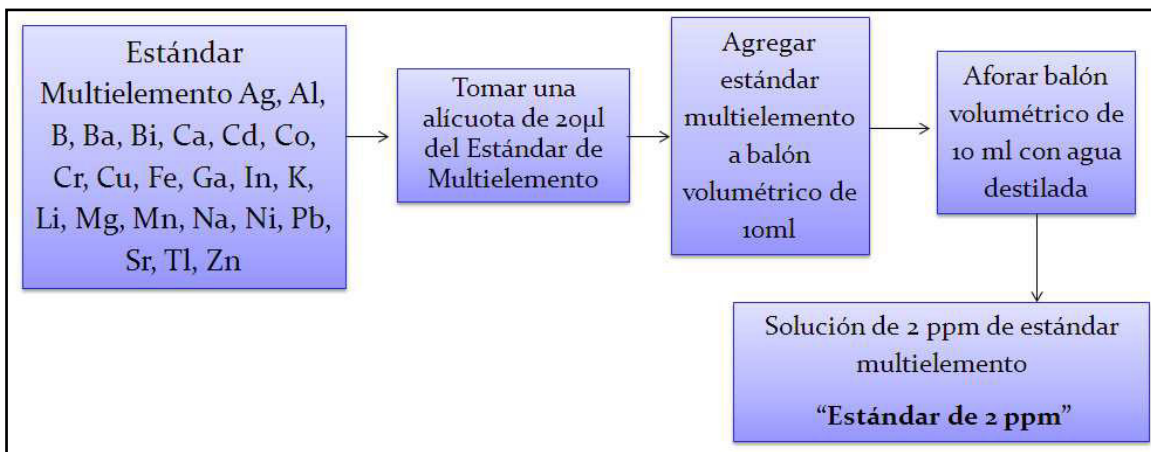 Estándar
Multielemento Ag, Al,
B, Ba, Bi, Ca, Cd, Co,
Cr, Cu, Fe, Ga, In, K,
Li, Mg, Mn, Na, Ni, Pb,
Sr, Tl, Zn
Tomar una
alícuota de 20µl
del Estándar de
Multielemento
Agregar
estándar
multielemento
a balón
volumétrico de
10ml
Aforar balón
volumétrico de
10 ml con agua
destilada
Solución de 2 ppm de estándar
multielemento
“Estándar de 2 ppm”